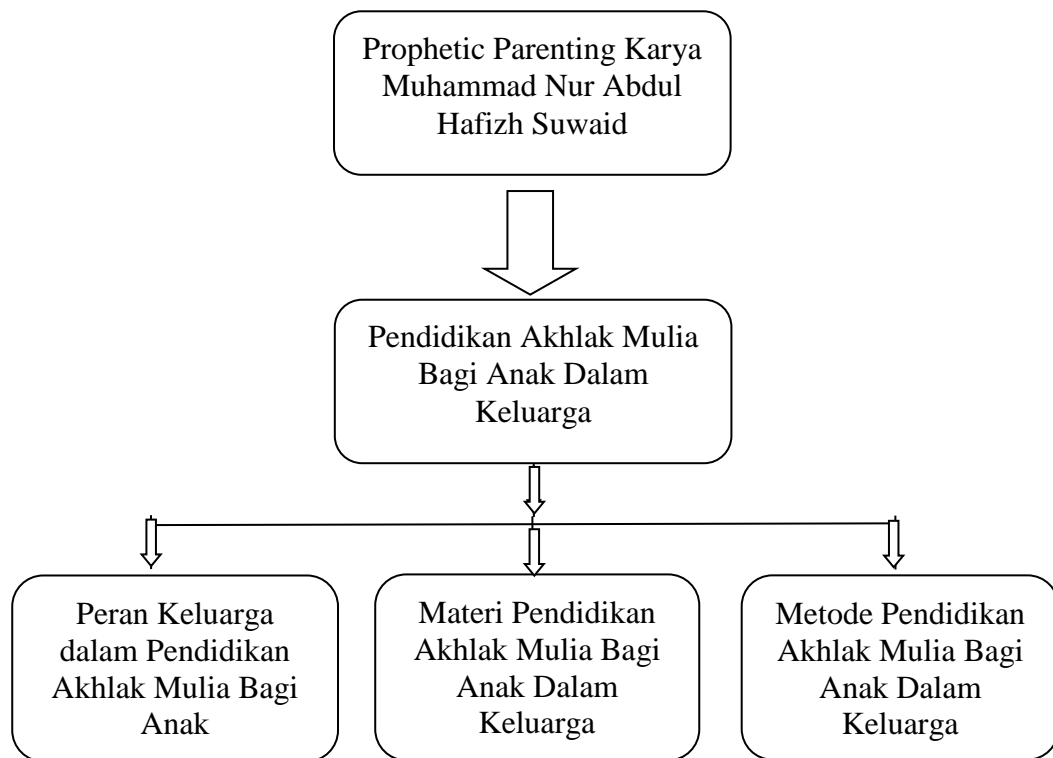 Prophetic Parenting Karya
Muhammad Nur Abdul
Hafizh Suwaid
Pendidikan Akhlak Mulia
Bagi Anak Dalam
Keluarga
Peran Keluarga
dalam Pendidikan
Akhlak Mulia Bagi
Anak
Materi Pendidikan
Akhlak Mulia Bagi
Anak Dalam
Keluarga
Metode Pendidikan
Akhlak Mulia Bagi
Anak Dalam
Keluarga